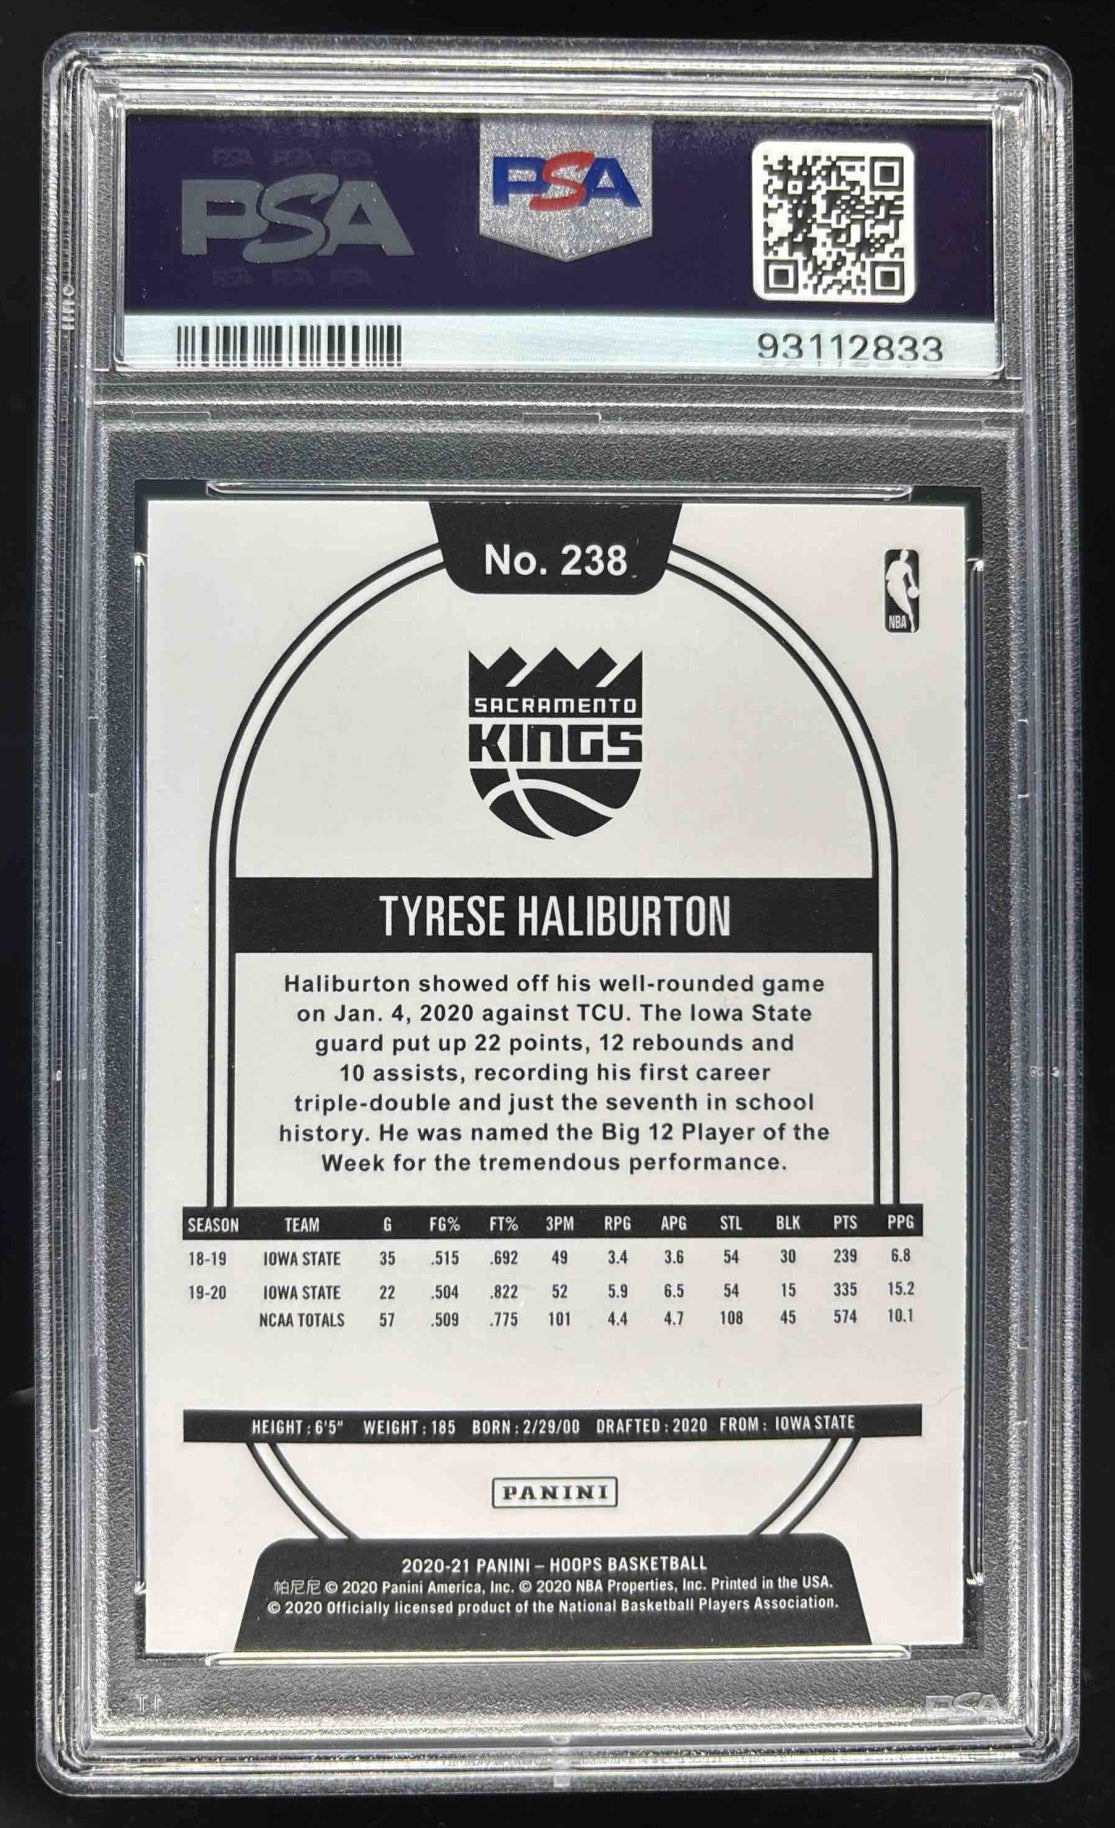 PSA PSA PSA
PSA
PSA PSA PSA
PSA
93112833
No. 238
NBA
SACRAMENTO
KINGS
TYRESE HALIBURTON
Haliburton showed off his well-rounded game
on Jan. 4, 2020 against TCU. The Iowa State
guard put up 22 points, 12 rebounds and
10 assists, recording his first career
triple-double and just the seventh in school
history. He was named the Big 12 Player of the
Week for the tremendous performance.
SEASON TEAM G FG% FT% 3PM RPG APG STL BLK PTS PPG
18-19 IOWA STATE 35 .515 .692 49 3.4 3.6 54 30 239 6.8
19-20 IOWA STATE 22 .504 .822 52 5.9 6.5 54 15 335 15.2
NCAA TOTALS 57 .509 .775 101 4.4 4.7 108 45 574 10.1
HEIGHT : 6'5" WEIGHT : 185 BORN : 2/29/00 DRAFTED : 2020 FROM : IOWA STATE
PANINI
2020-21 PANINI – HOOPS BASKETBALL
帕尼尼 © 2020 Panini America, Inc. © 2020 NBA Properties, Inc. Printed in the USA.
© 2020 Officially licensed product of the National Basketball Players Association.
PSA